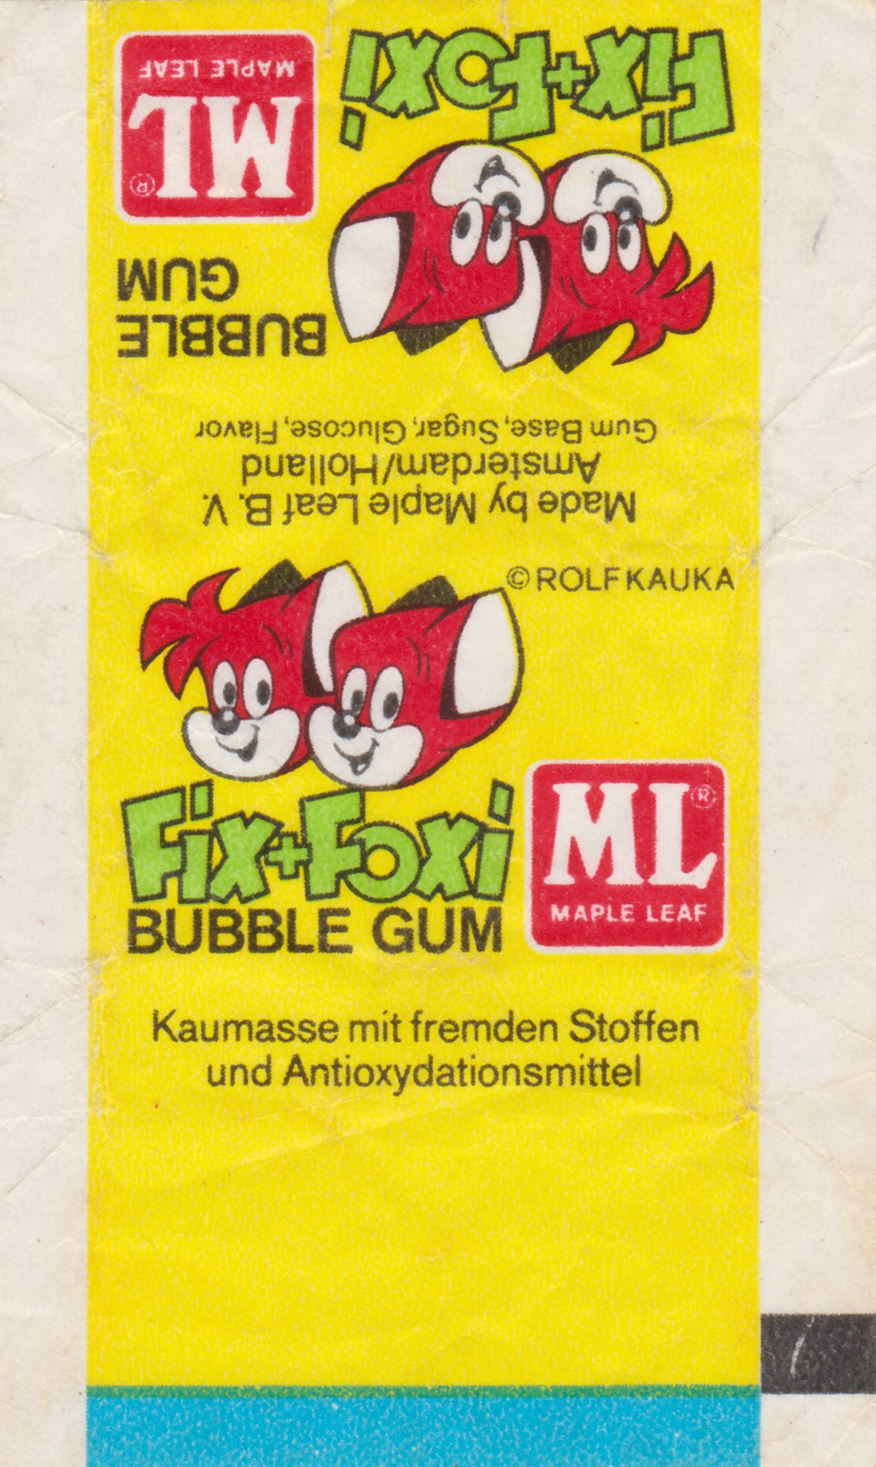 Fix+Foxi
ML®
MAPLE LEAF
BUBBLE
GUM
Gum Base, Sugar, Glucose, Flavor
Amsterdam/Holland
Made by Maple Leaf B.V.
©ROLF KAUKA
Fix+Foxi
BUBBLE GUM
ML®
MAPLE LEAF
Kaumasse mit fremden Stoffen
und Antioxydationsmittel